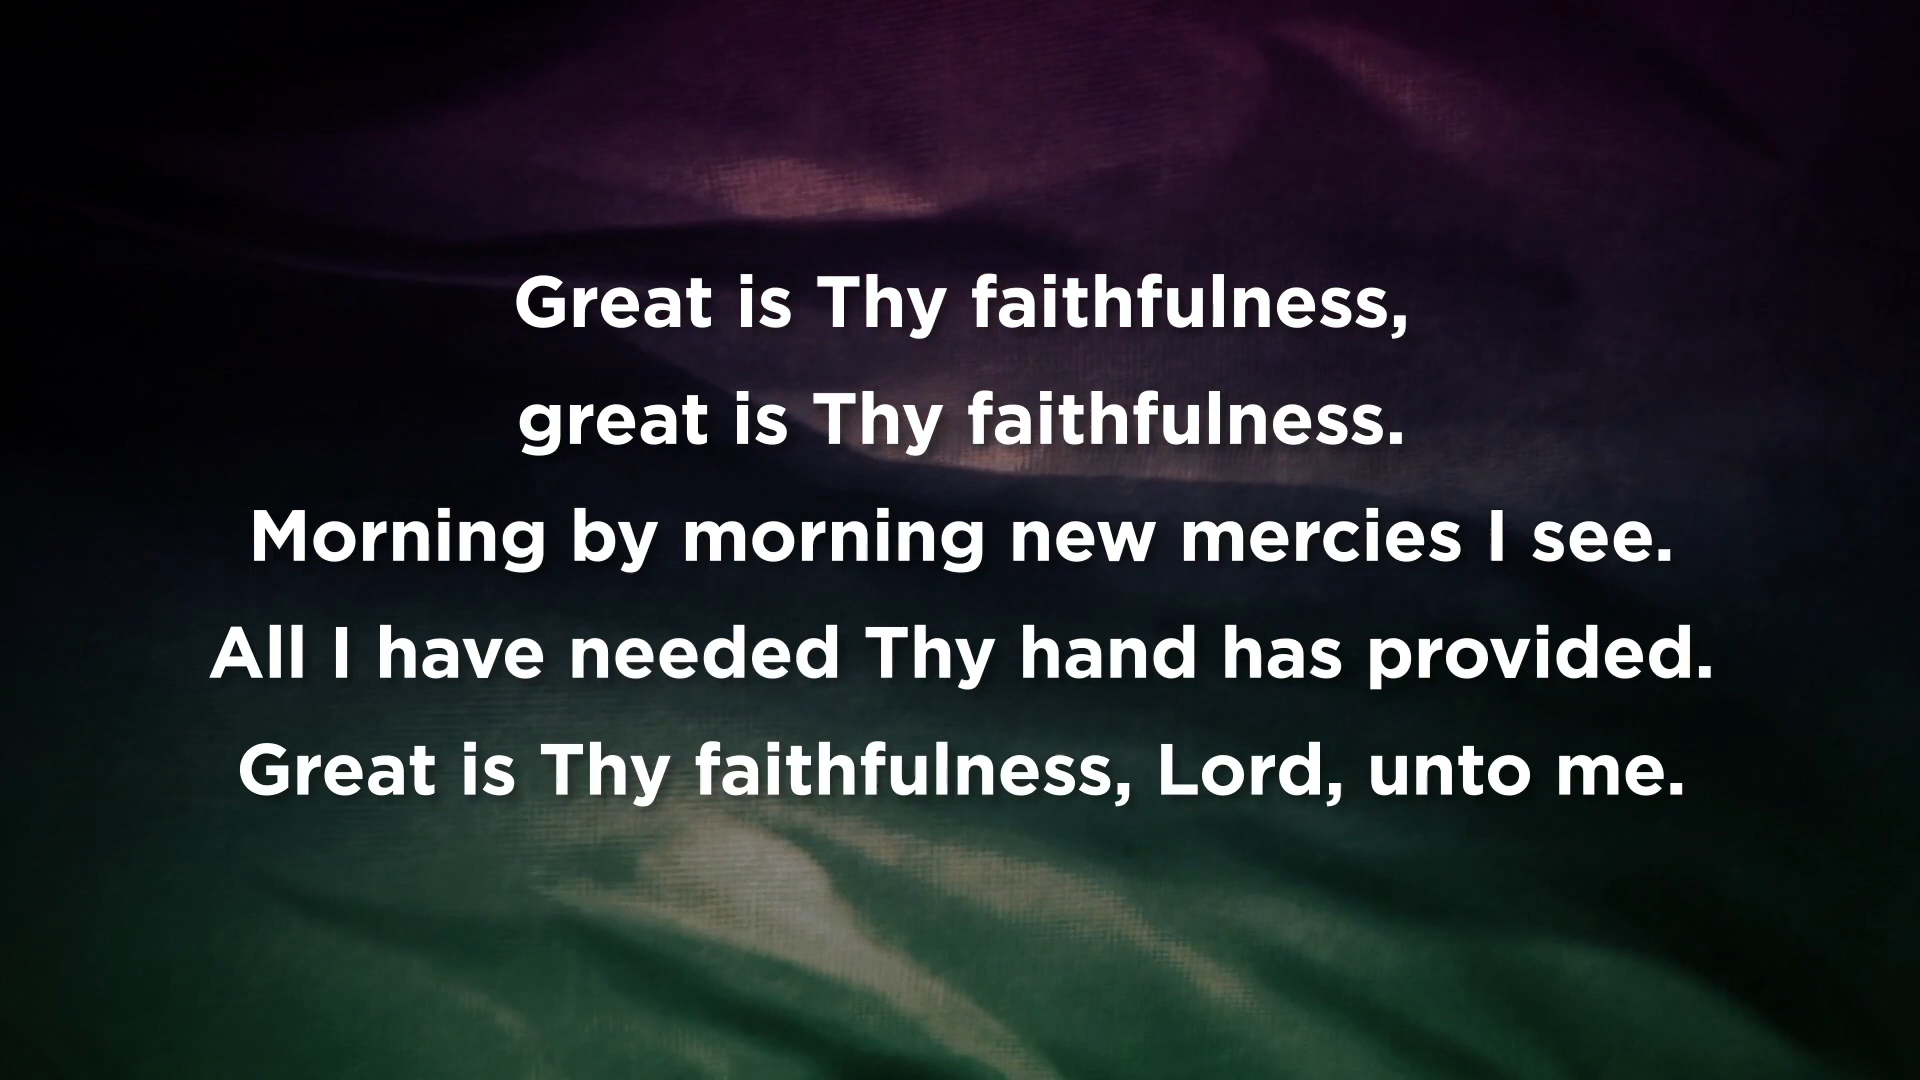 Great is Thy faithfulness,
great is Thy faithfulness.
Morning by morning new mercies I see.
All I have needed Thy hand has provided.
Great is Thy faithfulness, Lord, unto me.